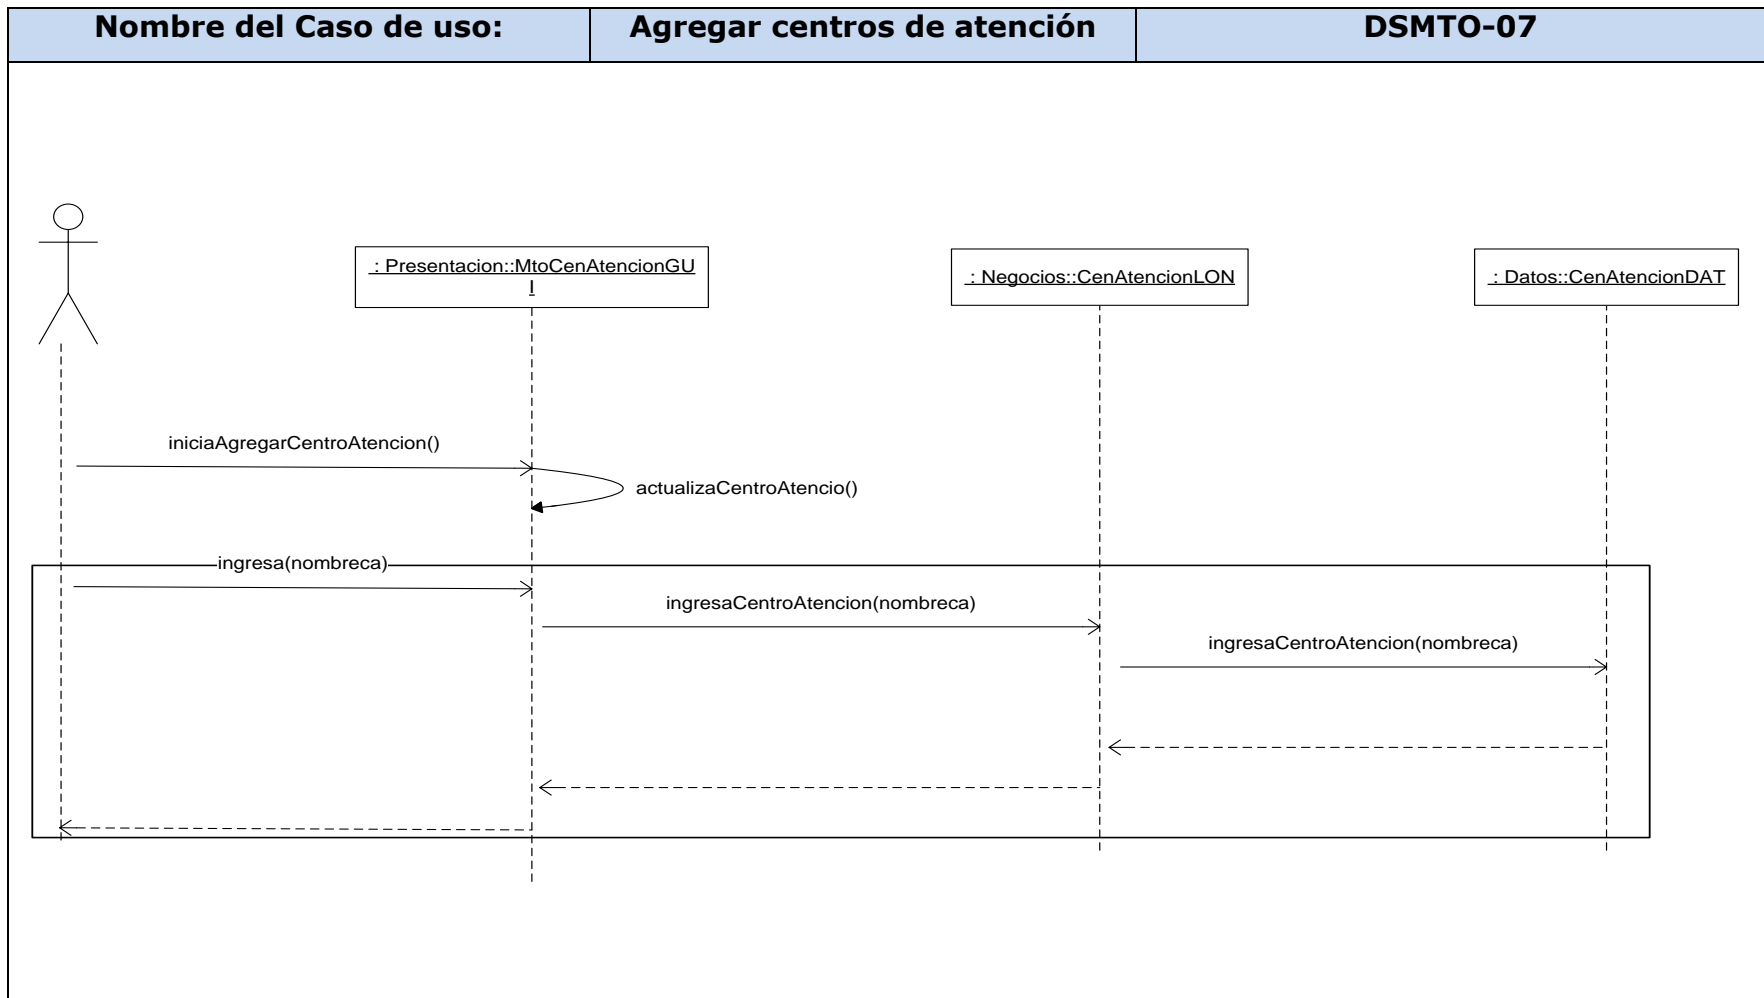 Nombre del Caso de uso:
Agregar centros de atención
DSMTO-07
: Presentacion::MtoCenAtencionGU
I
: Negocios::CenAtencionLON
: Datos::CenAtencionDAT
iniciaAgregarCentroAtencion()
actualizaCentroAtencio()
ingresa(nombreca)
ingresaCentroAtencion(nombreca)
ingresaCentroAtencion(nombreca)